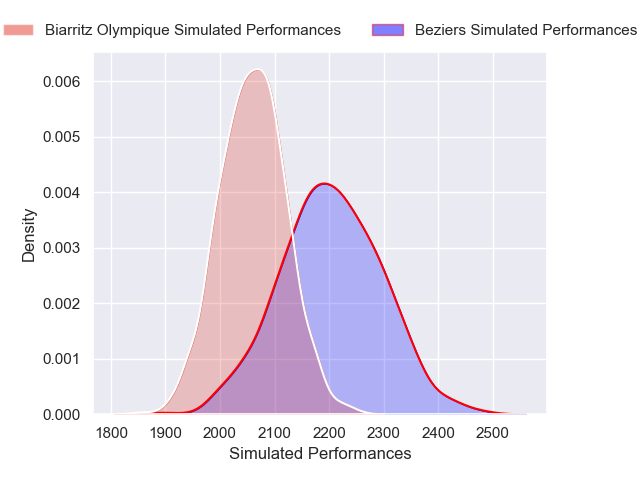 Biarritz Olympique Simulated Performances Beziers Simulated Performances
0.006
0.005
0.004
0.003
0.002
0.001
0.000
Density
1800 1900 2000 2100 2200 2300 2400 2500
Simulated Performances